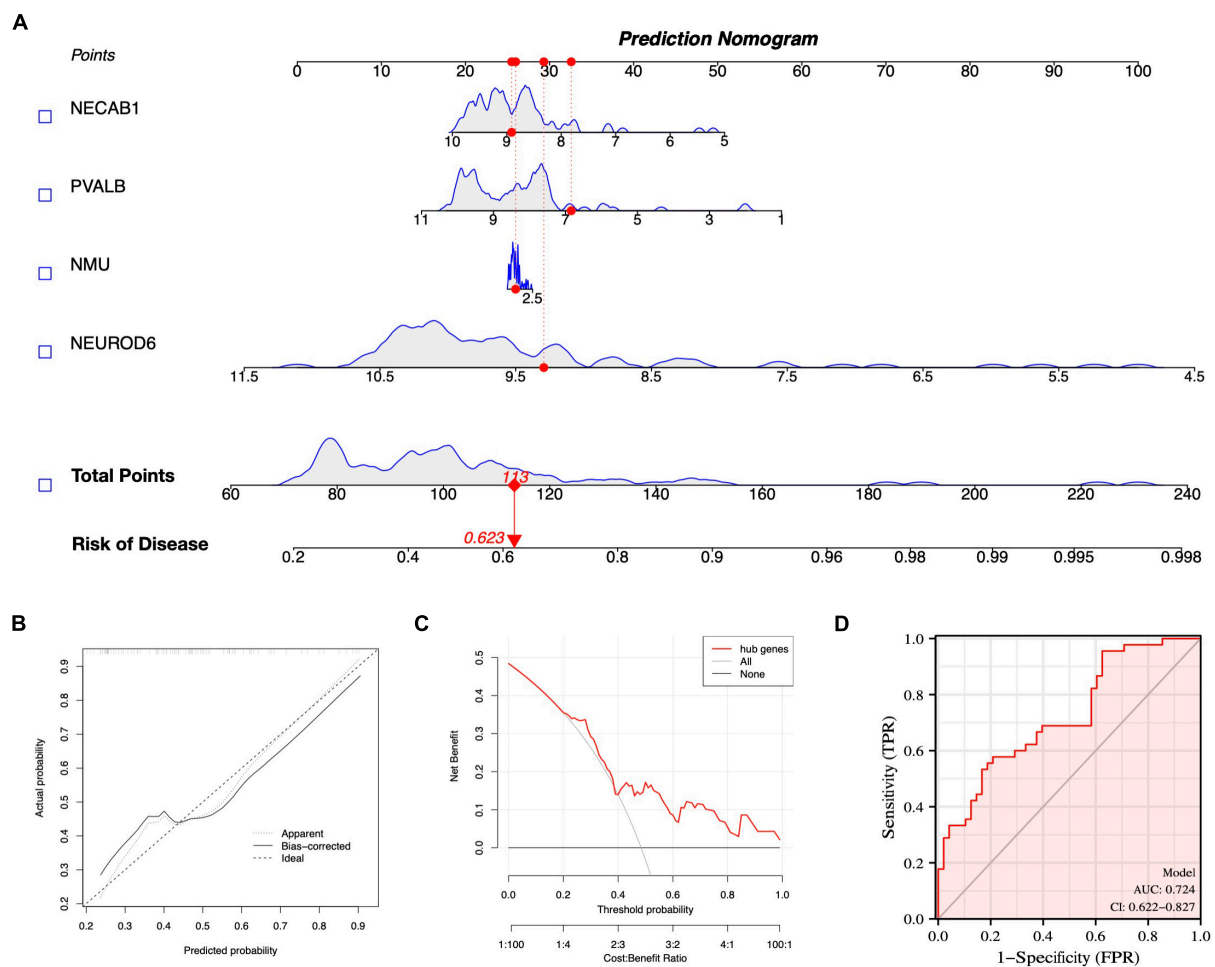 A
Prediction Nomogram
Points
0 10 20 30 40 50 60 70 80 90 100
NECAB1
10 9 8 7 6 5
PVALB
11 9 7 5 3 1
NMU
2.5
NEUROD6
11.5 10.5 9.5 8.5 7.5 6.5 5.5 4.5
Total Points
113
60 80 100 120 140 160 180 200 220 240
0.623
Risk of Disease
0.2 0.4 0.6 0.8 0.9 0.96 0.98 0.99 0.995 0.998
B
Actual probability
0.9
0.8
0.7
0.6
0.5
0.4
0.3
0.2
Apparent
Bias-corrected
Ideal
0.2 0.3 0.4 0.5 0.6 0.7 0.8 0.9
Predicted probability
C
Net Benefit
0.5
0.4
0.3
0.2
0.1
0.0
hub genes
All
None
0.0 0.2 0.4 0.6 0.8 1.0
Threshold probability
1:100 1:4 2:3 3:2 4:1 100:1
Cost:Benefit Ratio
D
Sensitivity (TPR)
1.0
0.8
0.6
0.4
0.2
0.0
Model
AUC: 0.724
CI: 0.622–0.827
0.0 0.2 0.4 0.6 0.8 1.0
1−Specificity (FPR)